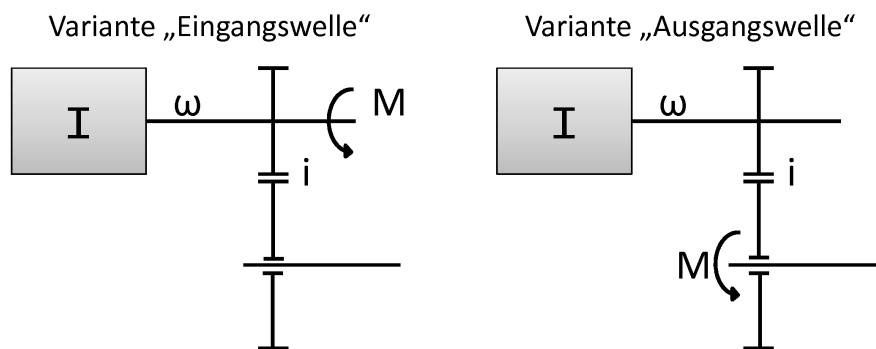 Variante „Eingangswelle“
Variante „Ausgangswelle“
I
ω
M
i
I
ω
i
M